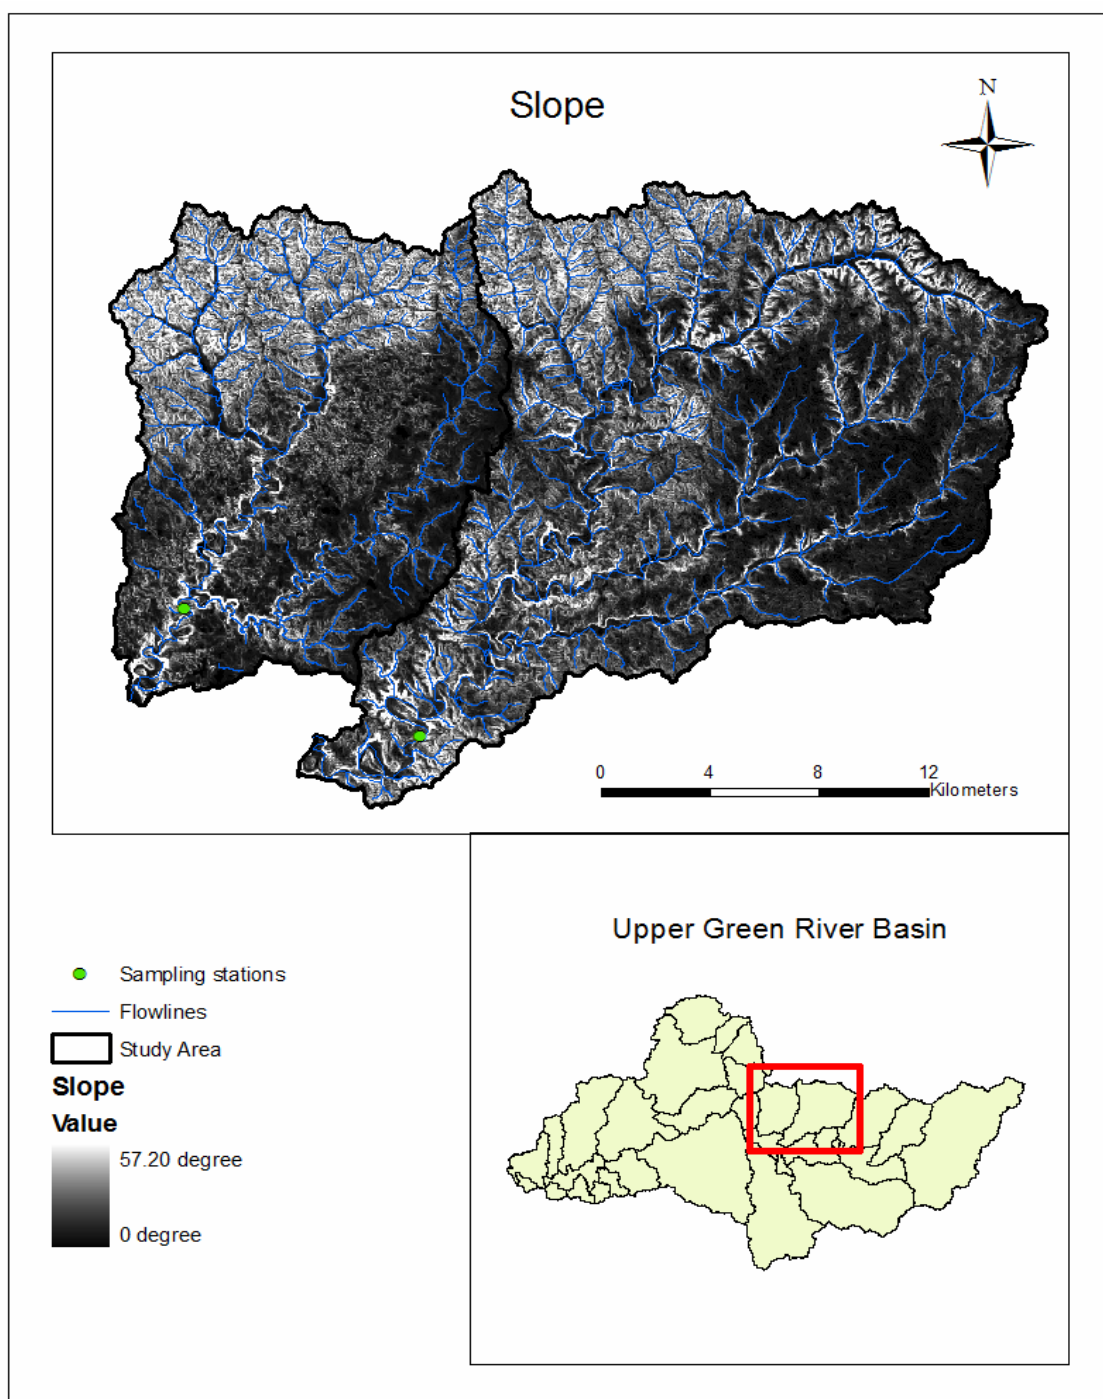 Slope
N
0 4 8 12
Kilometers
Upper Green River Basin
Sampling stations
Flowlines
Study Area
Slope
Value
57.20 degree
0 degree